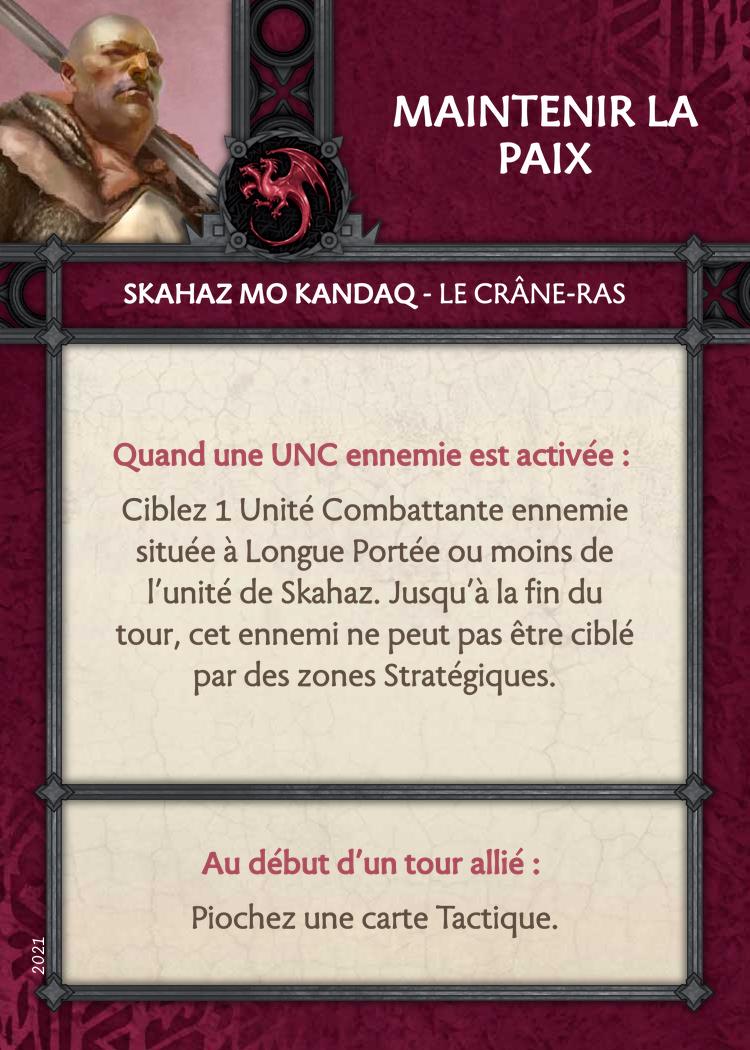 MAINTENIR LA
PAIX
SKAHAZ MO KANDAQ - LE CRÂNE-RAS
Quand une UNC ennemie est activée :
Ciblez 1 Unité Combattante ennemie
située à Longue Portée ou moins de
l'unité de Skahaz. Jusqu'à la fin du
tour, cet ennemi ne peut pas être ciblé
par des zones Stratégiques.
Au début d'un tour allié :
Piochez une carte Tactique.
2021